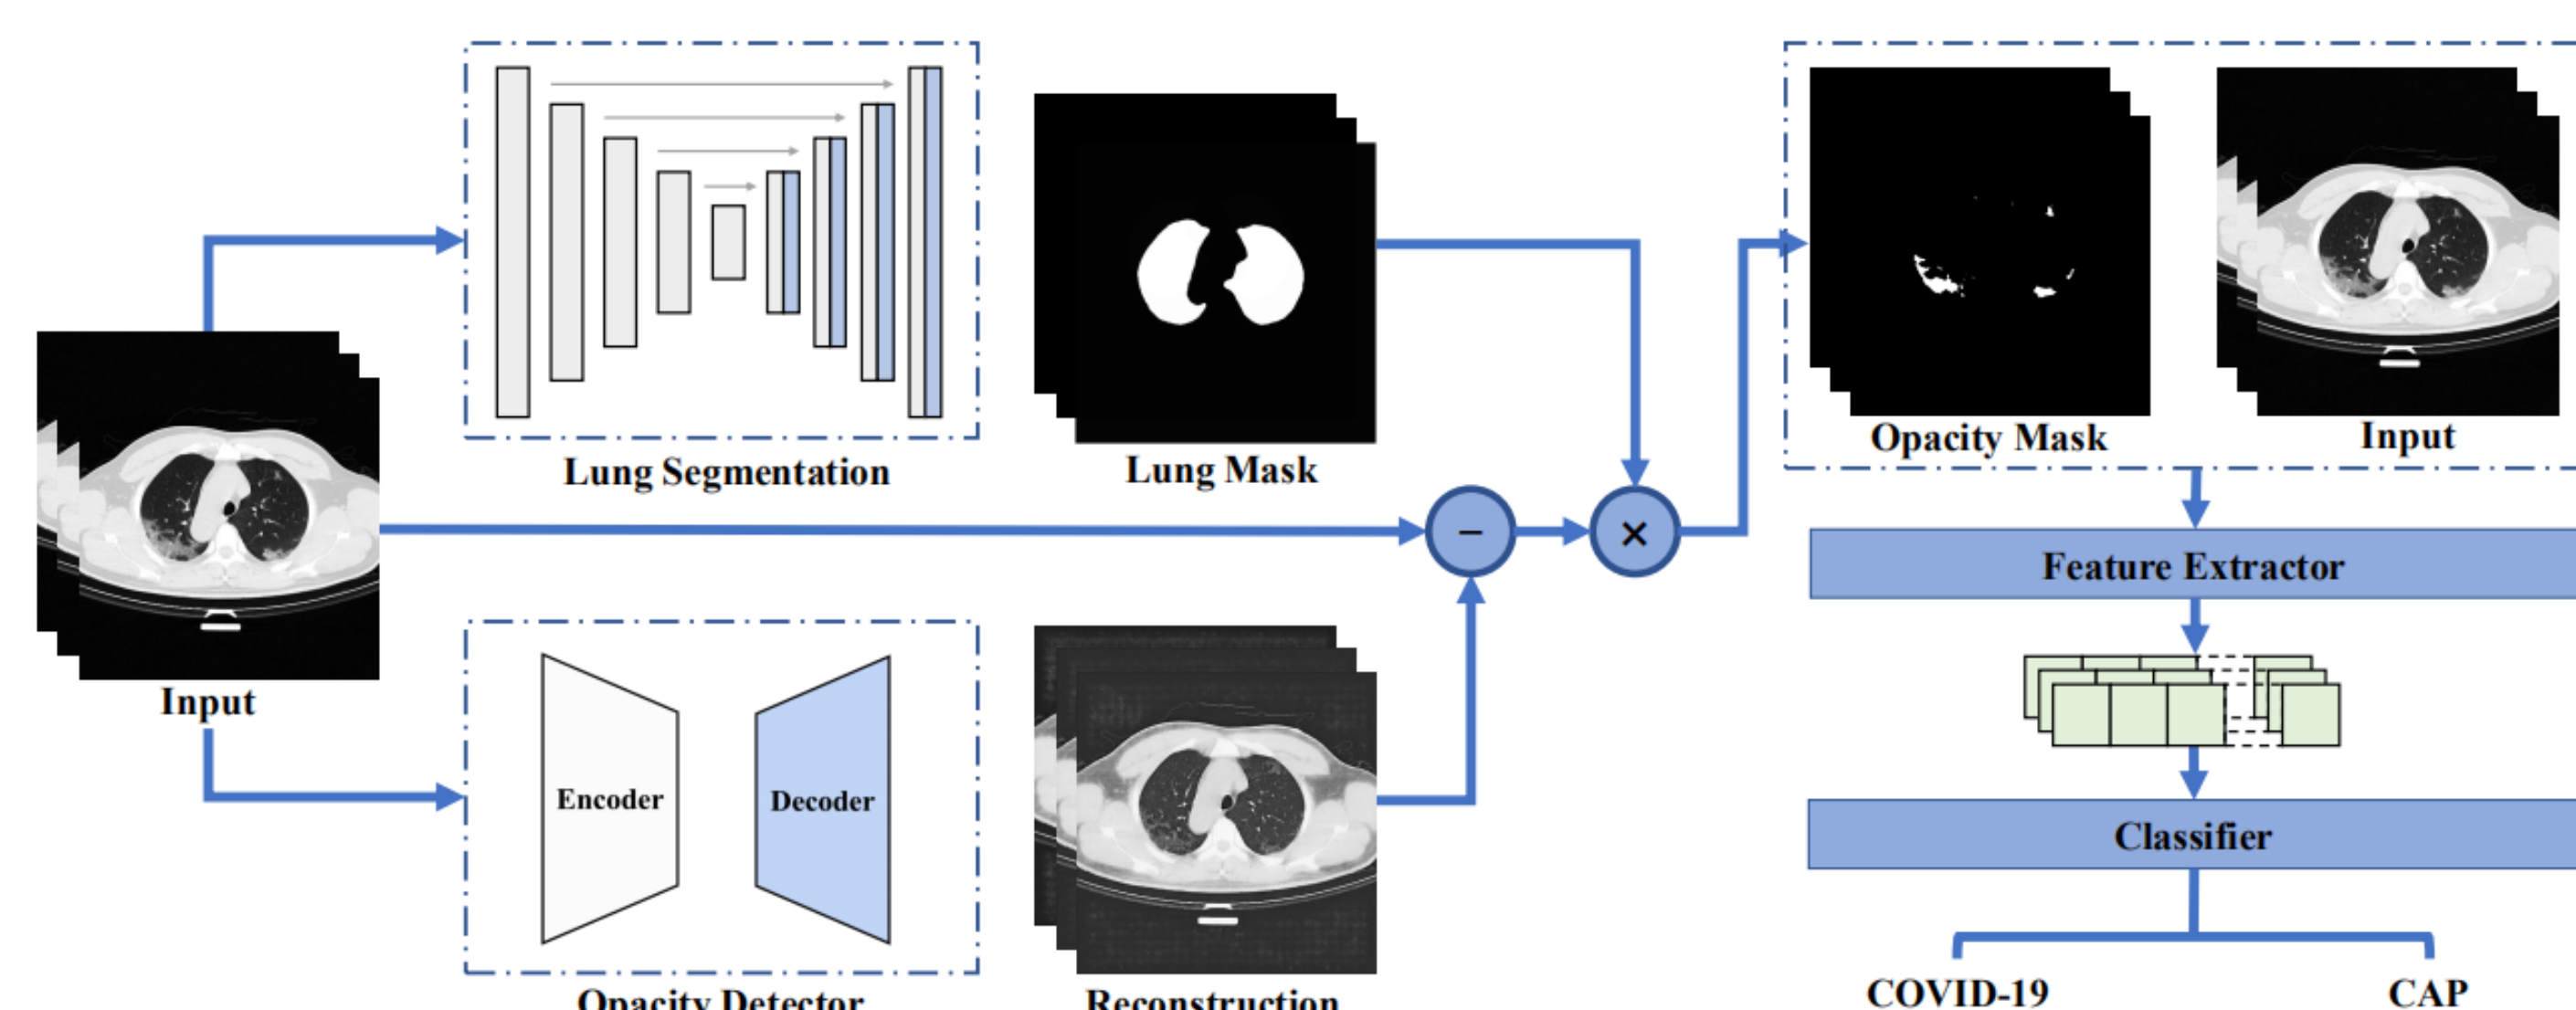 Lung Segmentation
Lung Mask
Opacity Mask
Input
Input
−
×
Feature Extractor
Encoder
Decoder
Classifier
Opacity Detector
Reconstruction
COVID-19
CAP